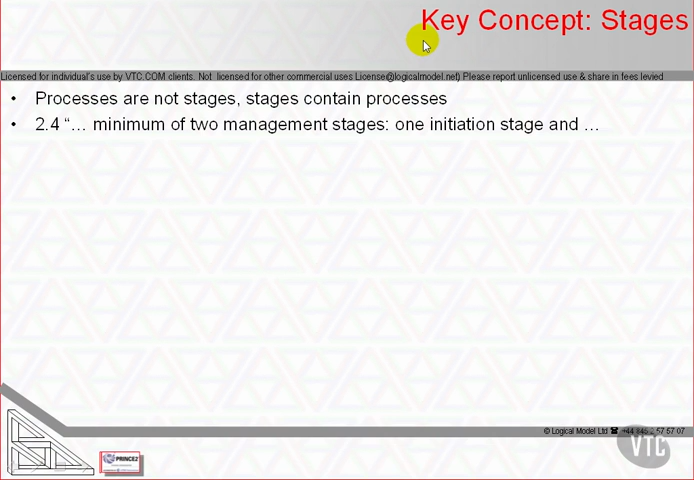 Key Concept: Stages
Licensed for individual's use by VTC.COM clients. Not licensed for other commercial uses License@logicalmodel.net) Please report unlicensed use & share in fees levied
• Processes are not stages, stages contain processes
• 2.4 “… minimum of two management stages: one initiation stage and …
© Logical Model Ltd ☎ +44 845 2 57 57 07
VTC
PRINCE2